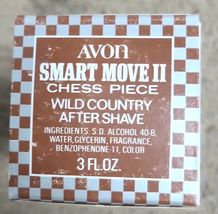 AVON
SMART MOVE II
CHESS PIECE
WILD COUNTRY
AFTER SHAVE
INGREDIENTS: S.D. ALCOHOL 40-B,
WATER, GLYCERIN, FRAGRANCE,
BENZOPHENONE-11, COLOR
3 FL. OZ.